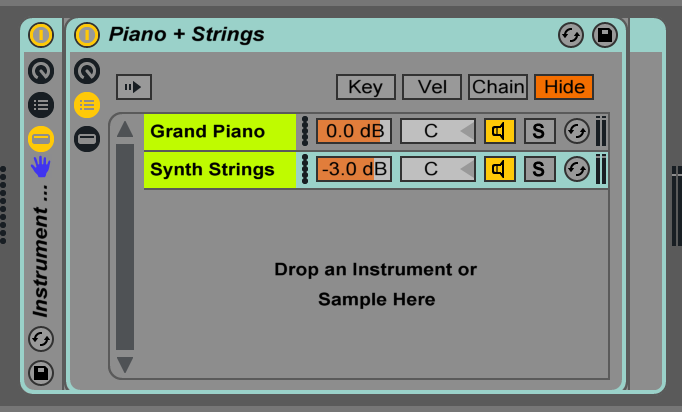 Piano + Strings
Key Vel Chain Hide
Grand Piano 0.0 dB C S
Synth Strings -3.0 dB C S
Drop an Instrument or
Sample Here
Instrument ...